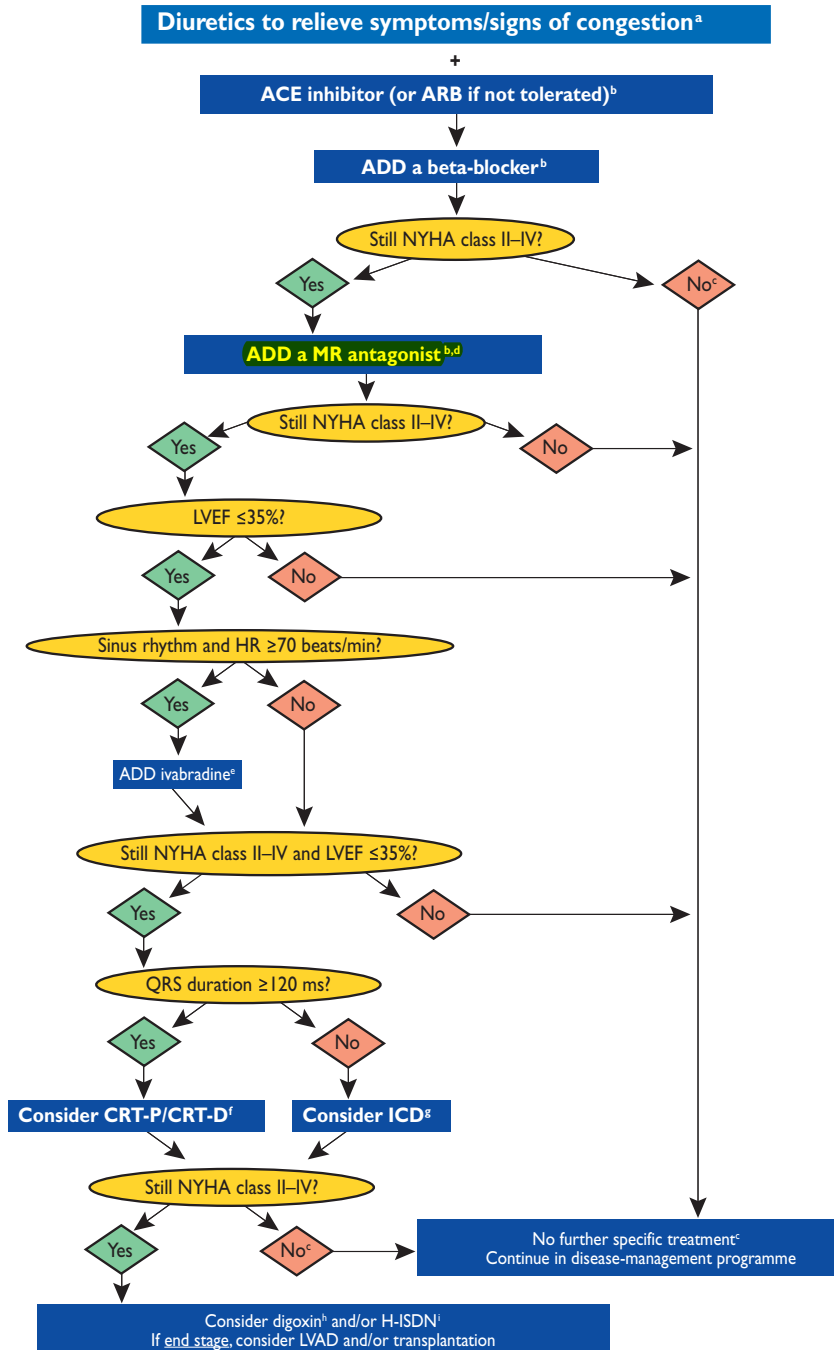 Diuretics to relieve symptoms/signs of congestionᵃ
+
ACE inhibitor (or ARB if not tolerated)ᵇ
ADD a beta-blockerᵇ
Still NYHA class II–IV?
Yes
Noᶜ
ADD a MR antagonistᵇ,ᵈ
Still NYHA class II–IV?
Yes
No
LVEF ≤35%?
Yes
No
Sinus rhythm and HR ≥70 beats/min?
Yes
No
ADD ivabradineᵉ
Still NYHA class II–IV and LVEF ≤35%?
Yes
No
QRS duration ≥120 ms?
Yes
No
Consider CRT-P/CRT-Dᶠ
Consider ICDᵍ
Still NYHA class II–IV?
Yes
Noᶜ
No further specific treatmentᶜ
Continue in disease-management programme
Consider digoxinʰ and/or H-ISDNⁱ
If end stage, consider LVAD and/or transplantation